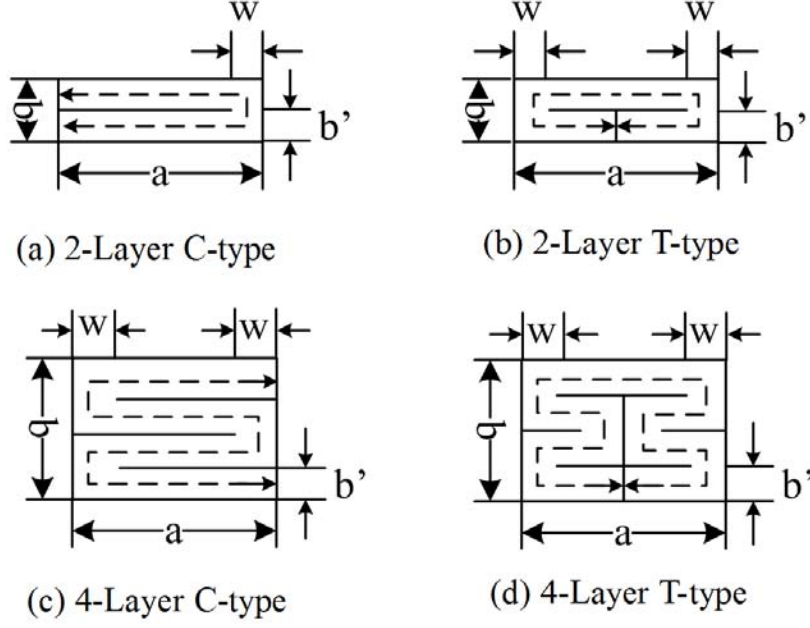 w
w
w
b
b'
a
b
b'
a
(a) 2-Layer C-type
(b) 2-Layer T-type
w
w
w
w
b
b'
a
b
b'
a
(c) 4-Layer C-type
(d) 4-Layer T-type